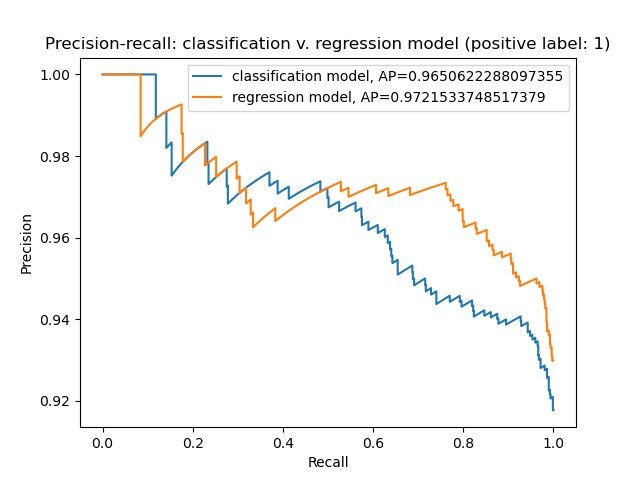 Precision-recall: classification v. regression model (positive label: 1)
classification model, AP=0.9650622288097355
regression model, AP=0.9721533748517379
1.00
0.98
0.96
0.94
0.92
Precision
0.0
0.2
0.4
0.6
0.8
1.0
Recall